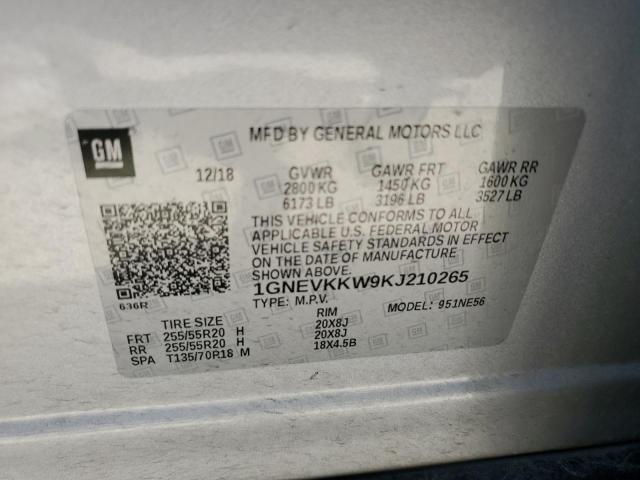 GM
MFD BY GENERAL MOTORS LLC
12/18 GVWR GAWR FRT GAWR RR
2800 KG 1450 KG 1600 KG
6173 LB 3196 LB 3527 LB
THIS VEHICLE CONFORMS TO ALL
APPLICABLE U.S. FEDERAL MOTOR
VEHICLE SAFETY STANDARDS IN EFFECT
ON THE DATE OF MANUFACTURE
SHOWN ABOVE.
1GNEVKKW9KJ210265
636R
TYPE: M.P.V. MODEL: 951NE56
TIRE SIZE RIM
FRT 255/55R20 H 20X8J
RR 255/55R20 H 20X8J
SPA T135/70R18 M 18X4.5B